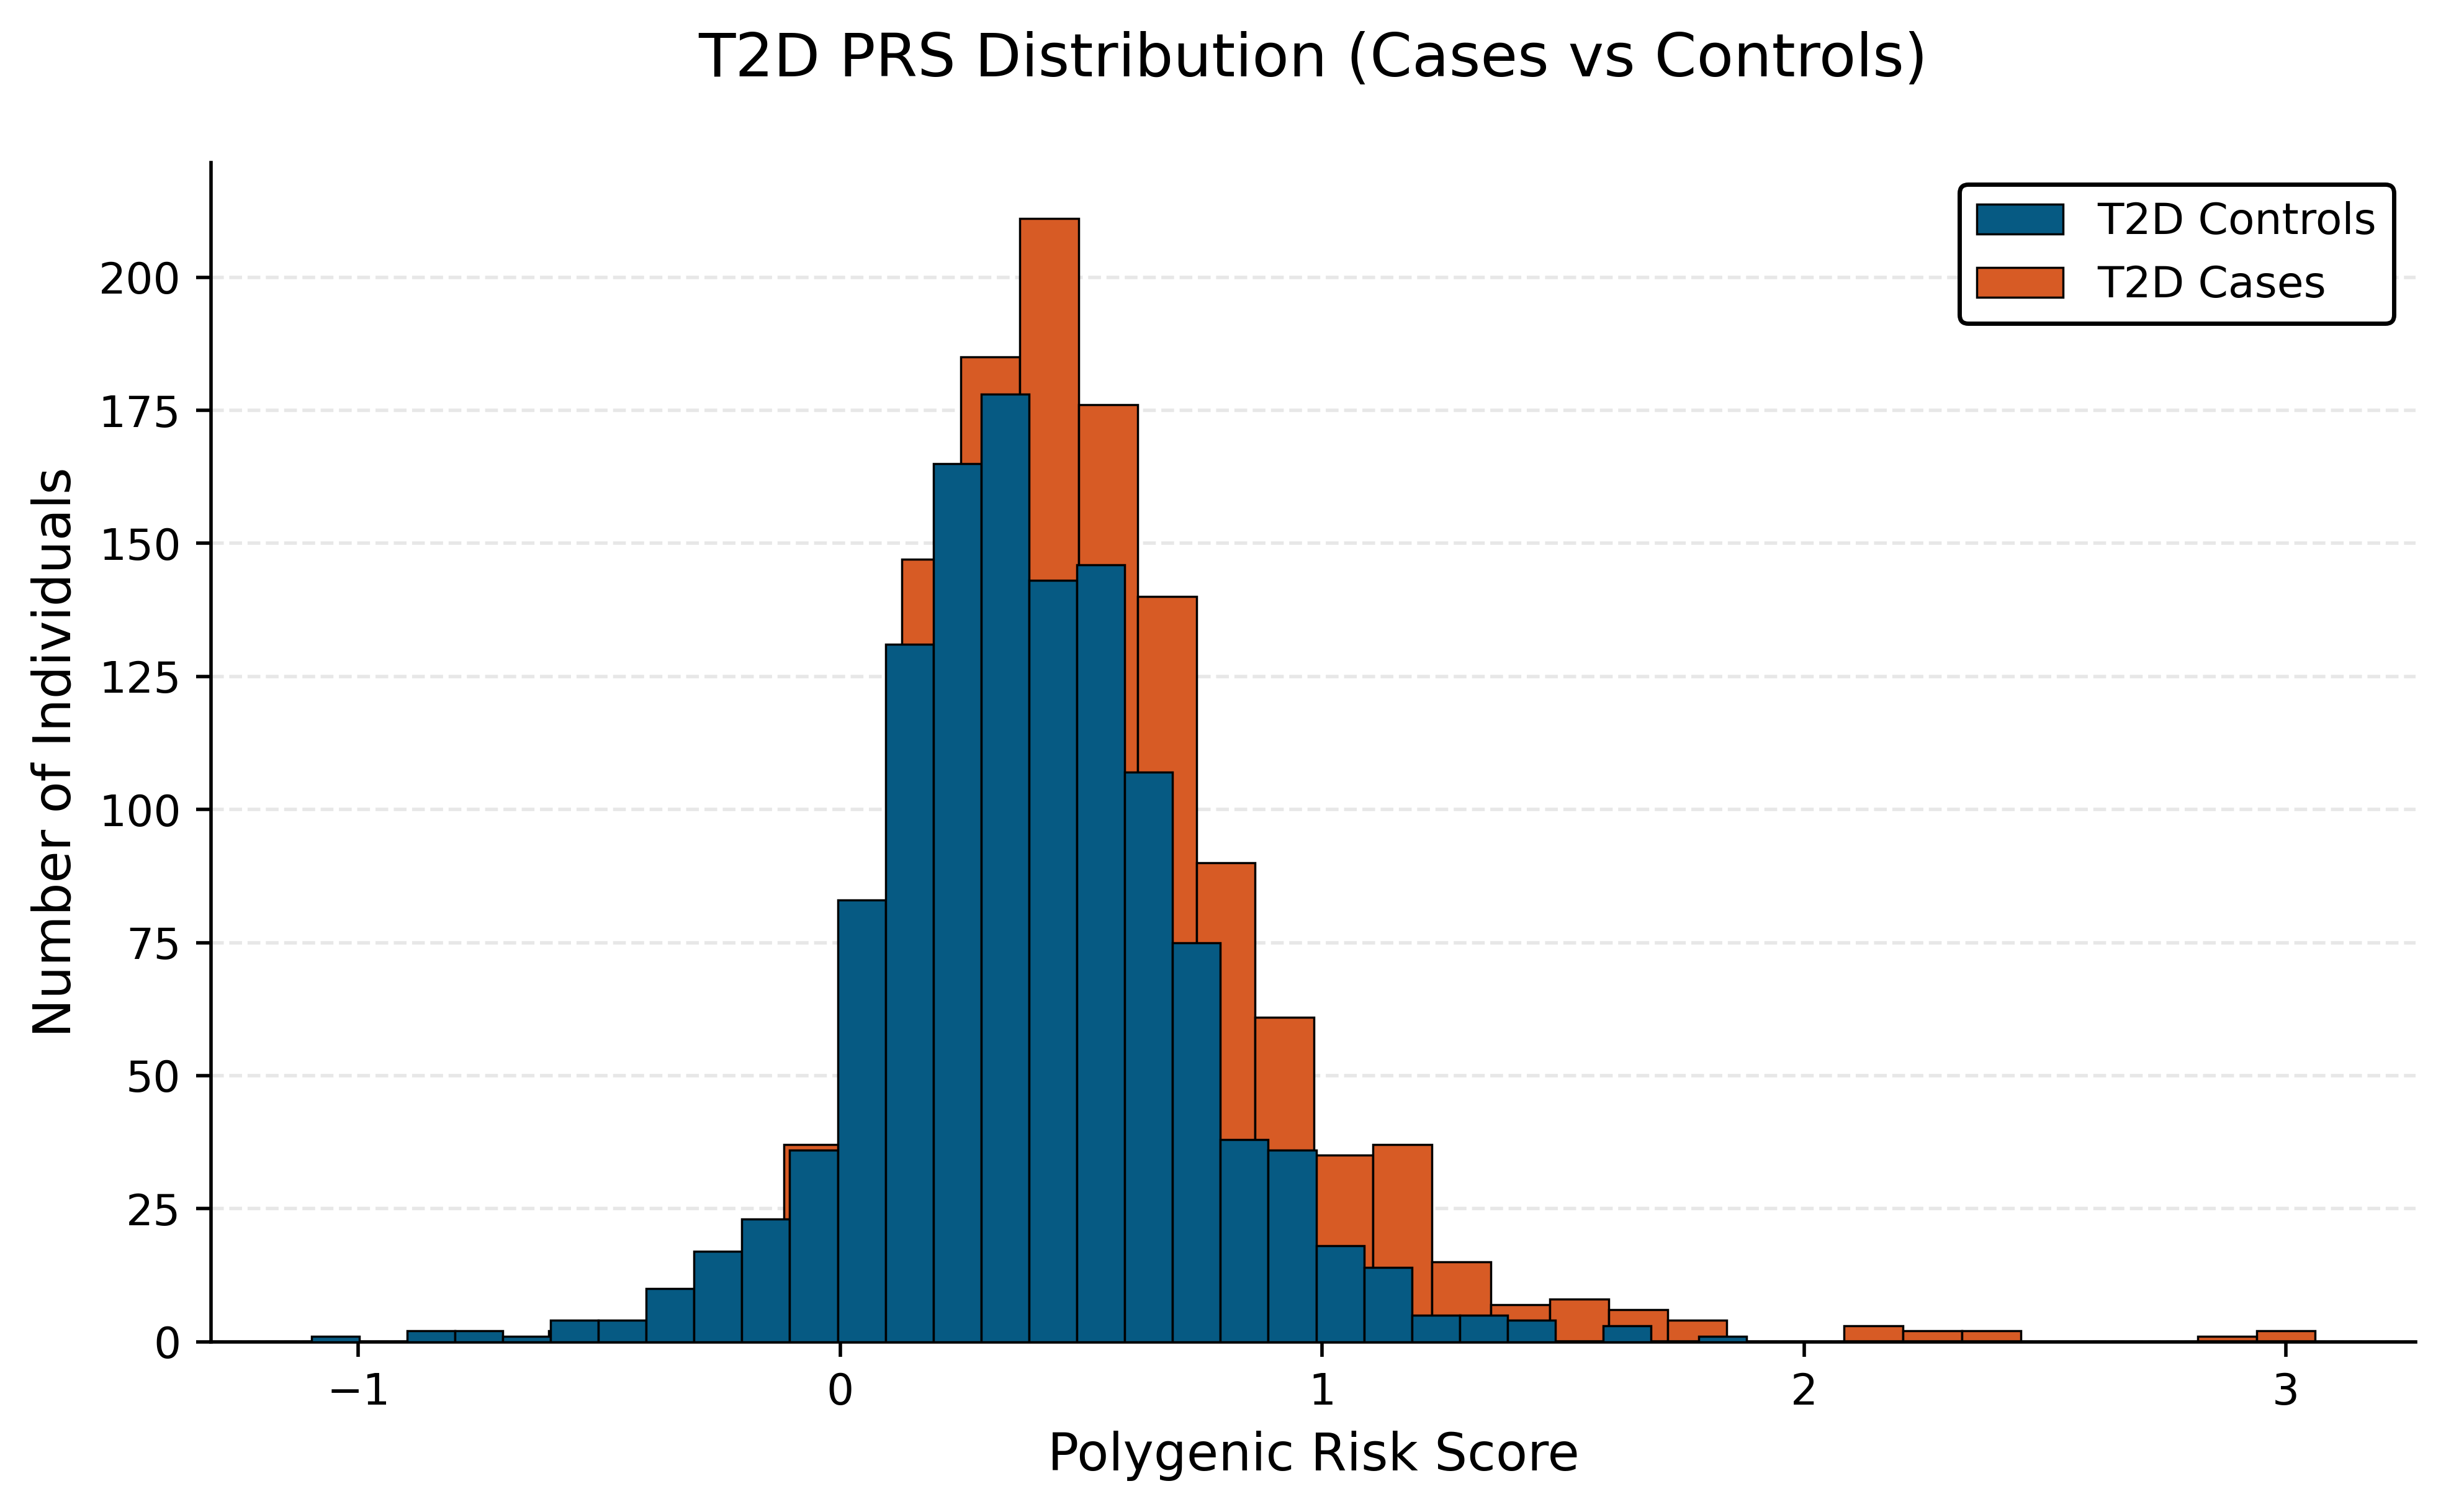 T2D PRS Distribution (Cases vs Controls)
T2D Controls
T2D Cases
Number of Individuals
200
175
150
125
100
75
50
25
0
−1
0
1
2
3
Polygenic Risk Score